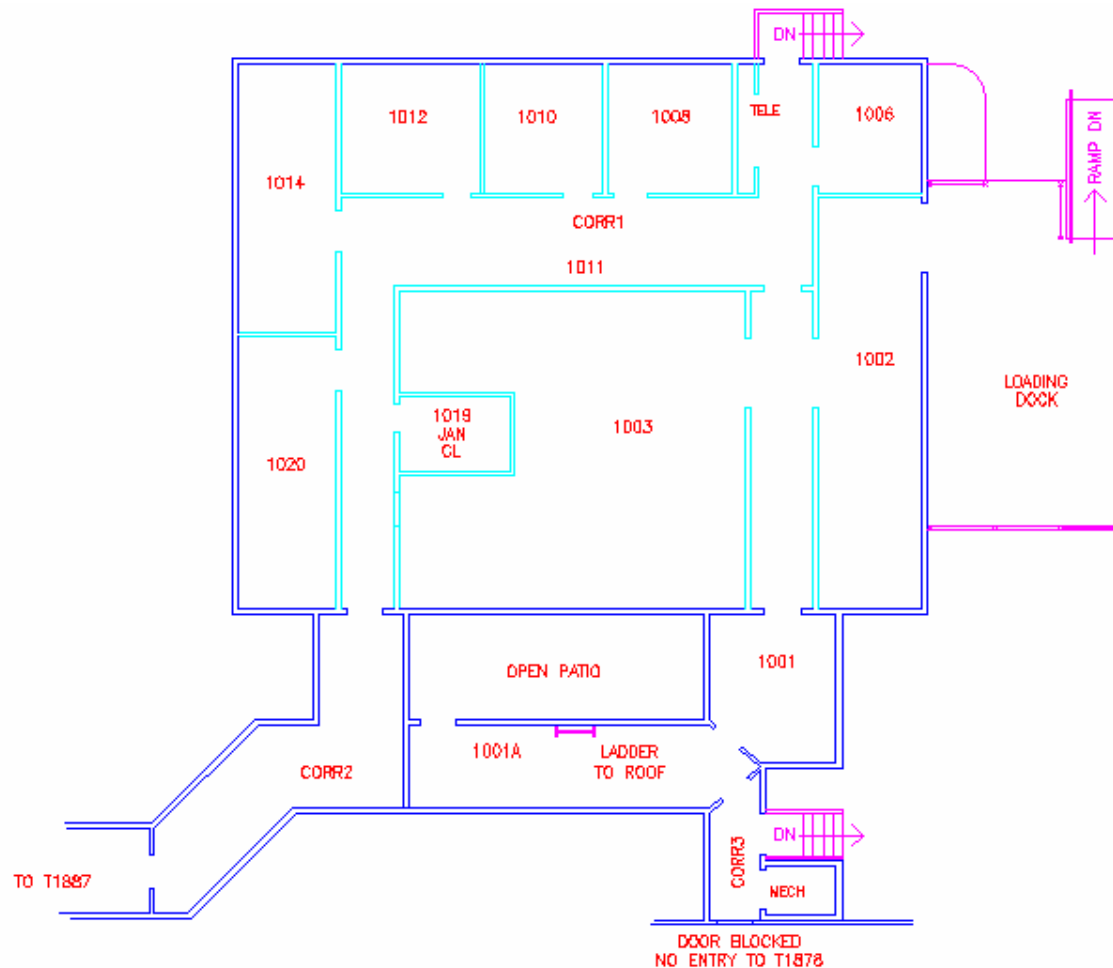 DN
1012
1010
1008
TELE
1006
RAMP DN
1014
CORR1
1011
1002
LOADING
DOCK
1019
JAN
CL
1003
1020
1001
OPEN PATIO
1001A
LADDER
TO ROOF
CORR2
DN
CORR3
TO T1887
MECH
DOOR BLOCKED
NO ENTRY TO T1878